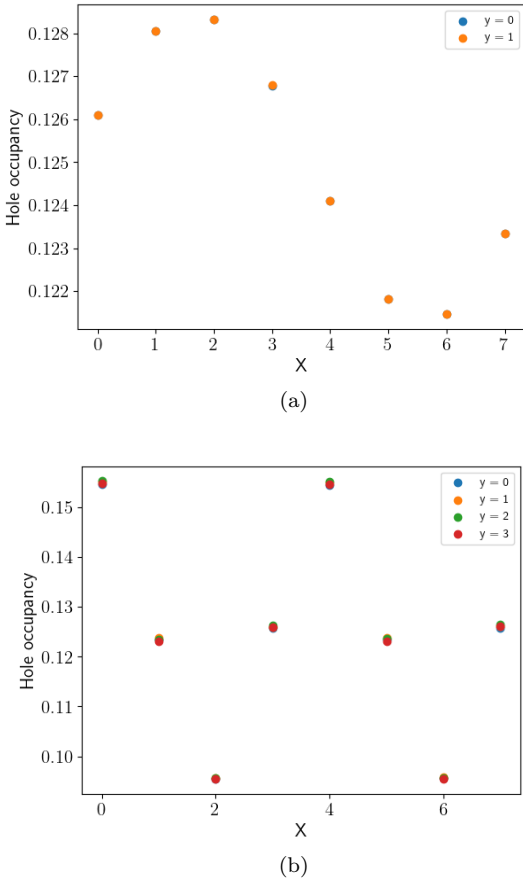 0.128
0.127
0.126
0.125
0.124
0.123
0.122
Hole occupancy
y = 0
y = 1
0 1 2 3 4 5 6 7
X
(a)
0.15
0.14
0.13
0.12
0.11
0.10
Hole occupancy
y = 0
y = 1
y = 2
y = 3
0 2 4 6
X
(b)